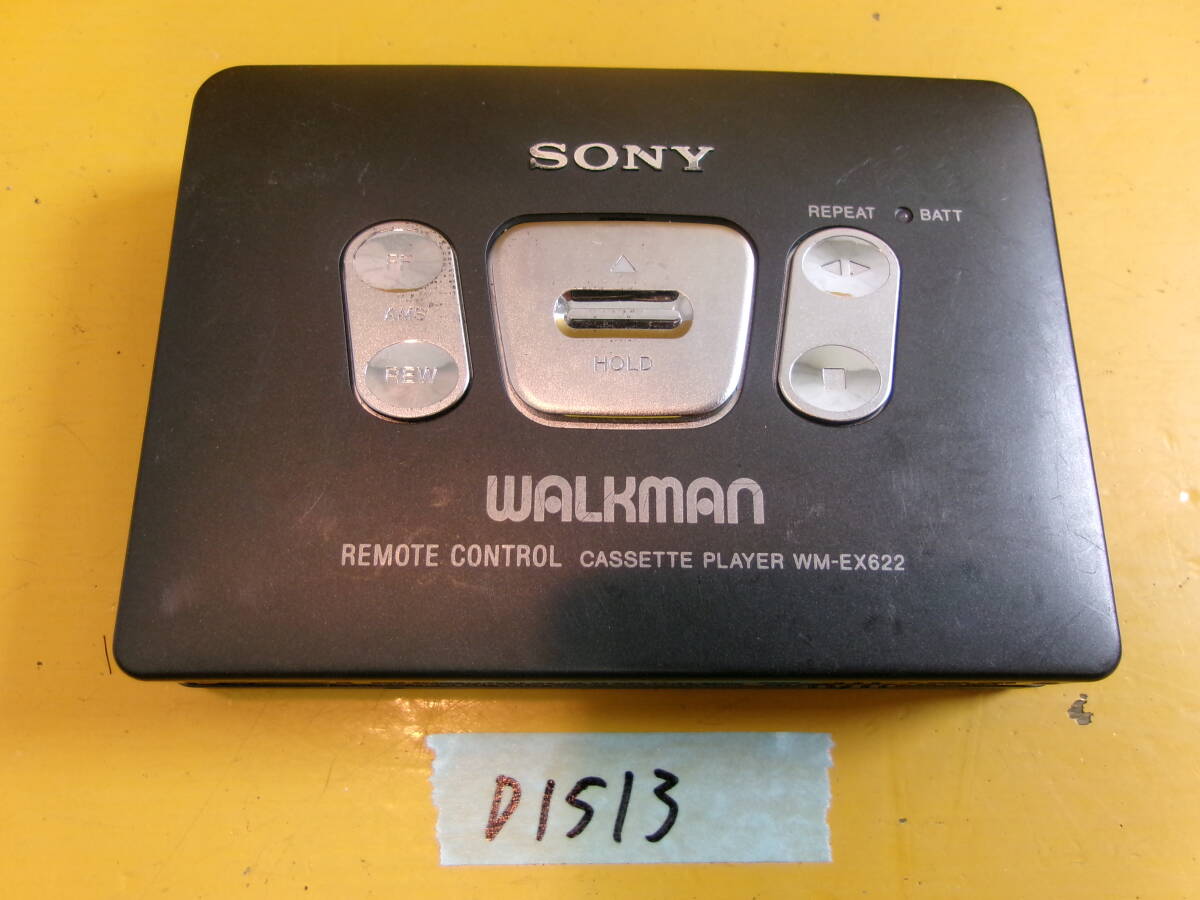 SONY
REPEAT BATT
FF
AMS
REW
HOLD
WALKMAN
REMOTE CONTROL CASSETTE PLAYER WM-EX622
D1513